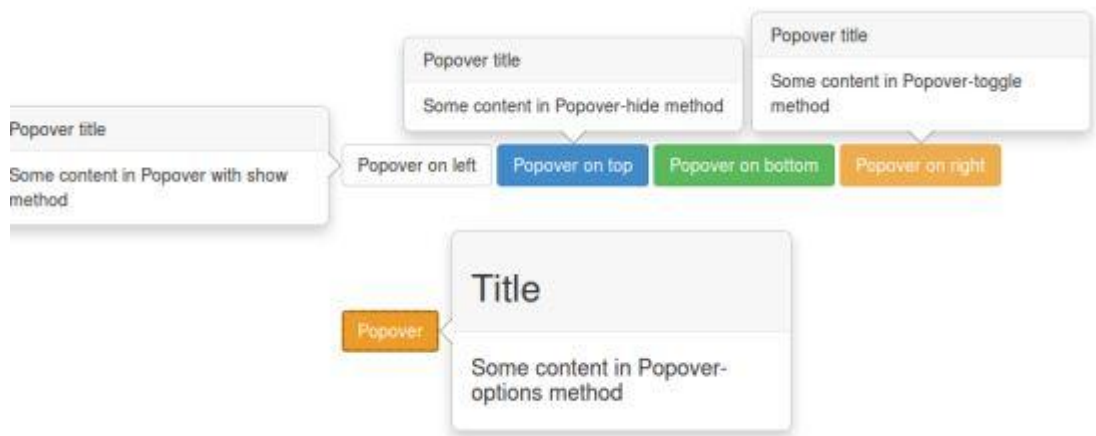 Popover title
Some content in Popover with show
method
Popover title
Some content in Popover-hide method
Popover title
Some content in Popover-toggle
method
Popover on left
Popover on top
Popover on bottom
Popover on right
Popover
Title
Some content in Popover-
options method